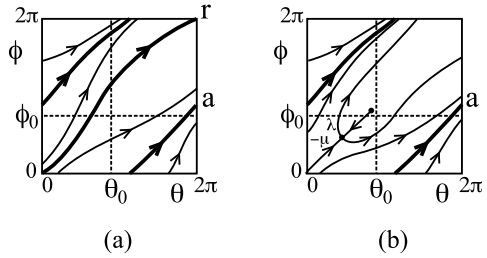 2π r 2π
ϕ ϕ
a a
ϕ₀ ϕ₀
λ
-μ
0 0
0 θ₀ θ 2π 0 θ₀ θ 2π
(a) (b)